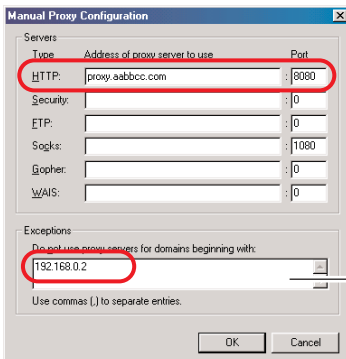 Manual Proxy Configuration
Servers
Type Address of proxy server to use Port
HTTP: proxy.aabbcc.com : 8080
Security: : 0
FTP: : 0
Socks: : 1080
Gopher: : 0
WAIS: : 0
Exceptions
Do not use proxy servers for domains beginning with:
192.168.0.2
Use commas (,) to separate entries.
OK Cancel